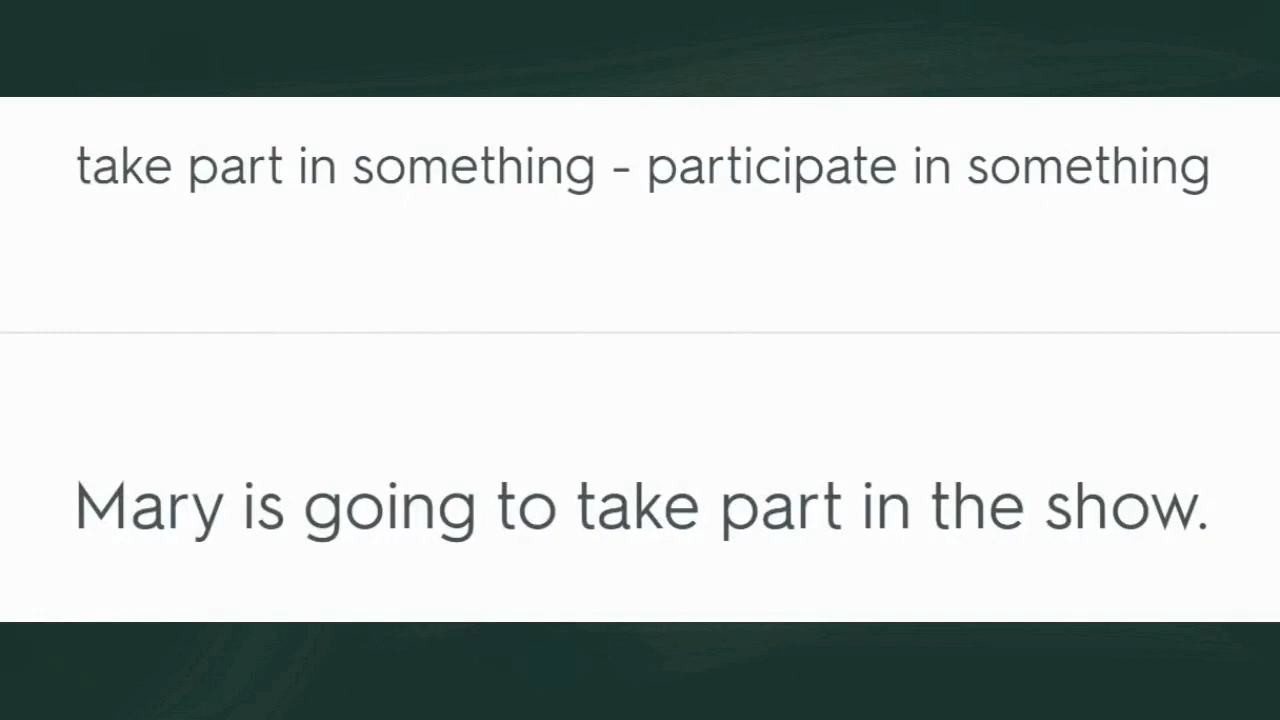 take part in something - participate in something
Mary is going to take part in the show.